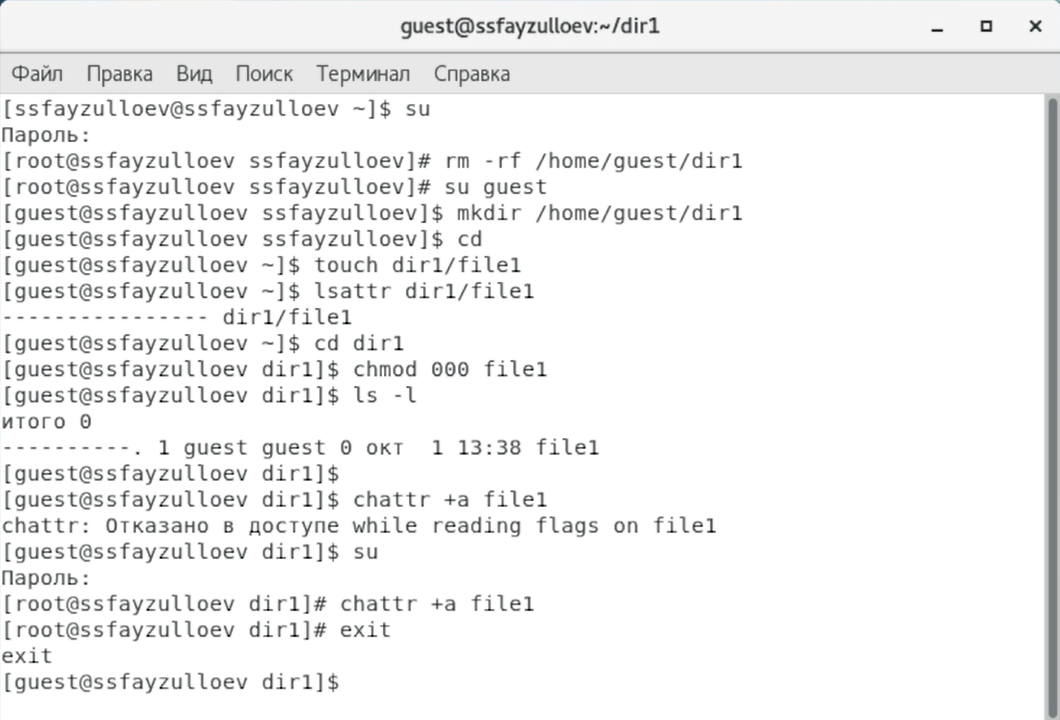 guest@ssfayzulloev:~/dir1
Файл Правка Вид Поиск Терминал Справка
[ssfayzulloev@ssfayzulloev ~]$ su
Пароль:
[root@ssfayzulloev ssfayzulloev]# rm -rf /home/guest/dir1
[root@ssfayzulloev ssfayzulloev]# su guest
[guest@ssfayzulloev ssfayzulloev]$ mkdir /home/guest/dir1
[guest@ssfayzulloev ssfayzulloev]$ cd
[guest@ssfayzulloev ~]$ touch dir1/file1
[guest@ssfayzulloev ~]$ lsattr dir1/file1
---------------- dir1/file1
[guest@ssfayzulloev ~]$ cd dir1
[guest@ssfayzulloev dir1]$ chmod 000 file1
[guest@ssfayzulloev dir1]$ ls -l
итого 0
----------. 1 guest guest 0 окт  1 13:38 file1
[guest@ssfayzulloev dir1]$
[guest@ssfayzulloev dir1]$ chattr +a file1
chattr: Отказано в доступе while reading flags on file1
[guest@ssfayzulloev dir1]$ su
Пароль:
[root@ssfayzulloev dir1]# chattr +a file1
[root@ssfayzulloev dir1]# exit
exit
[guest@ssfayzulloev dir1]$